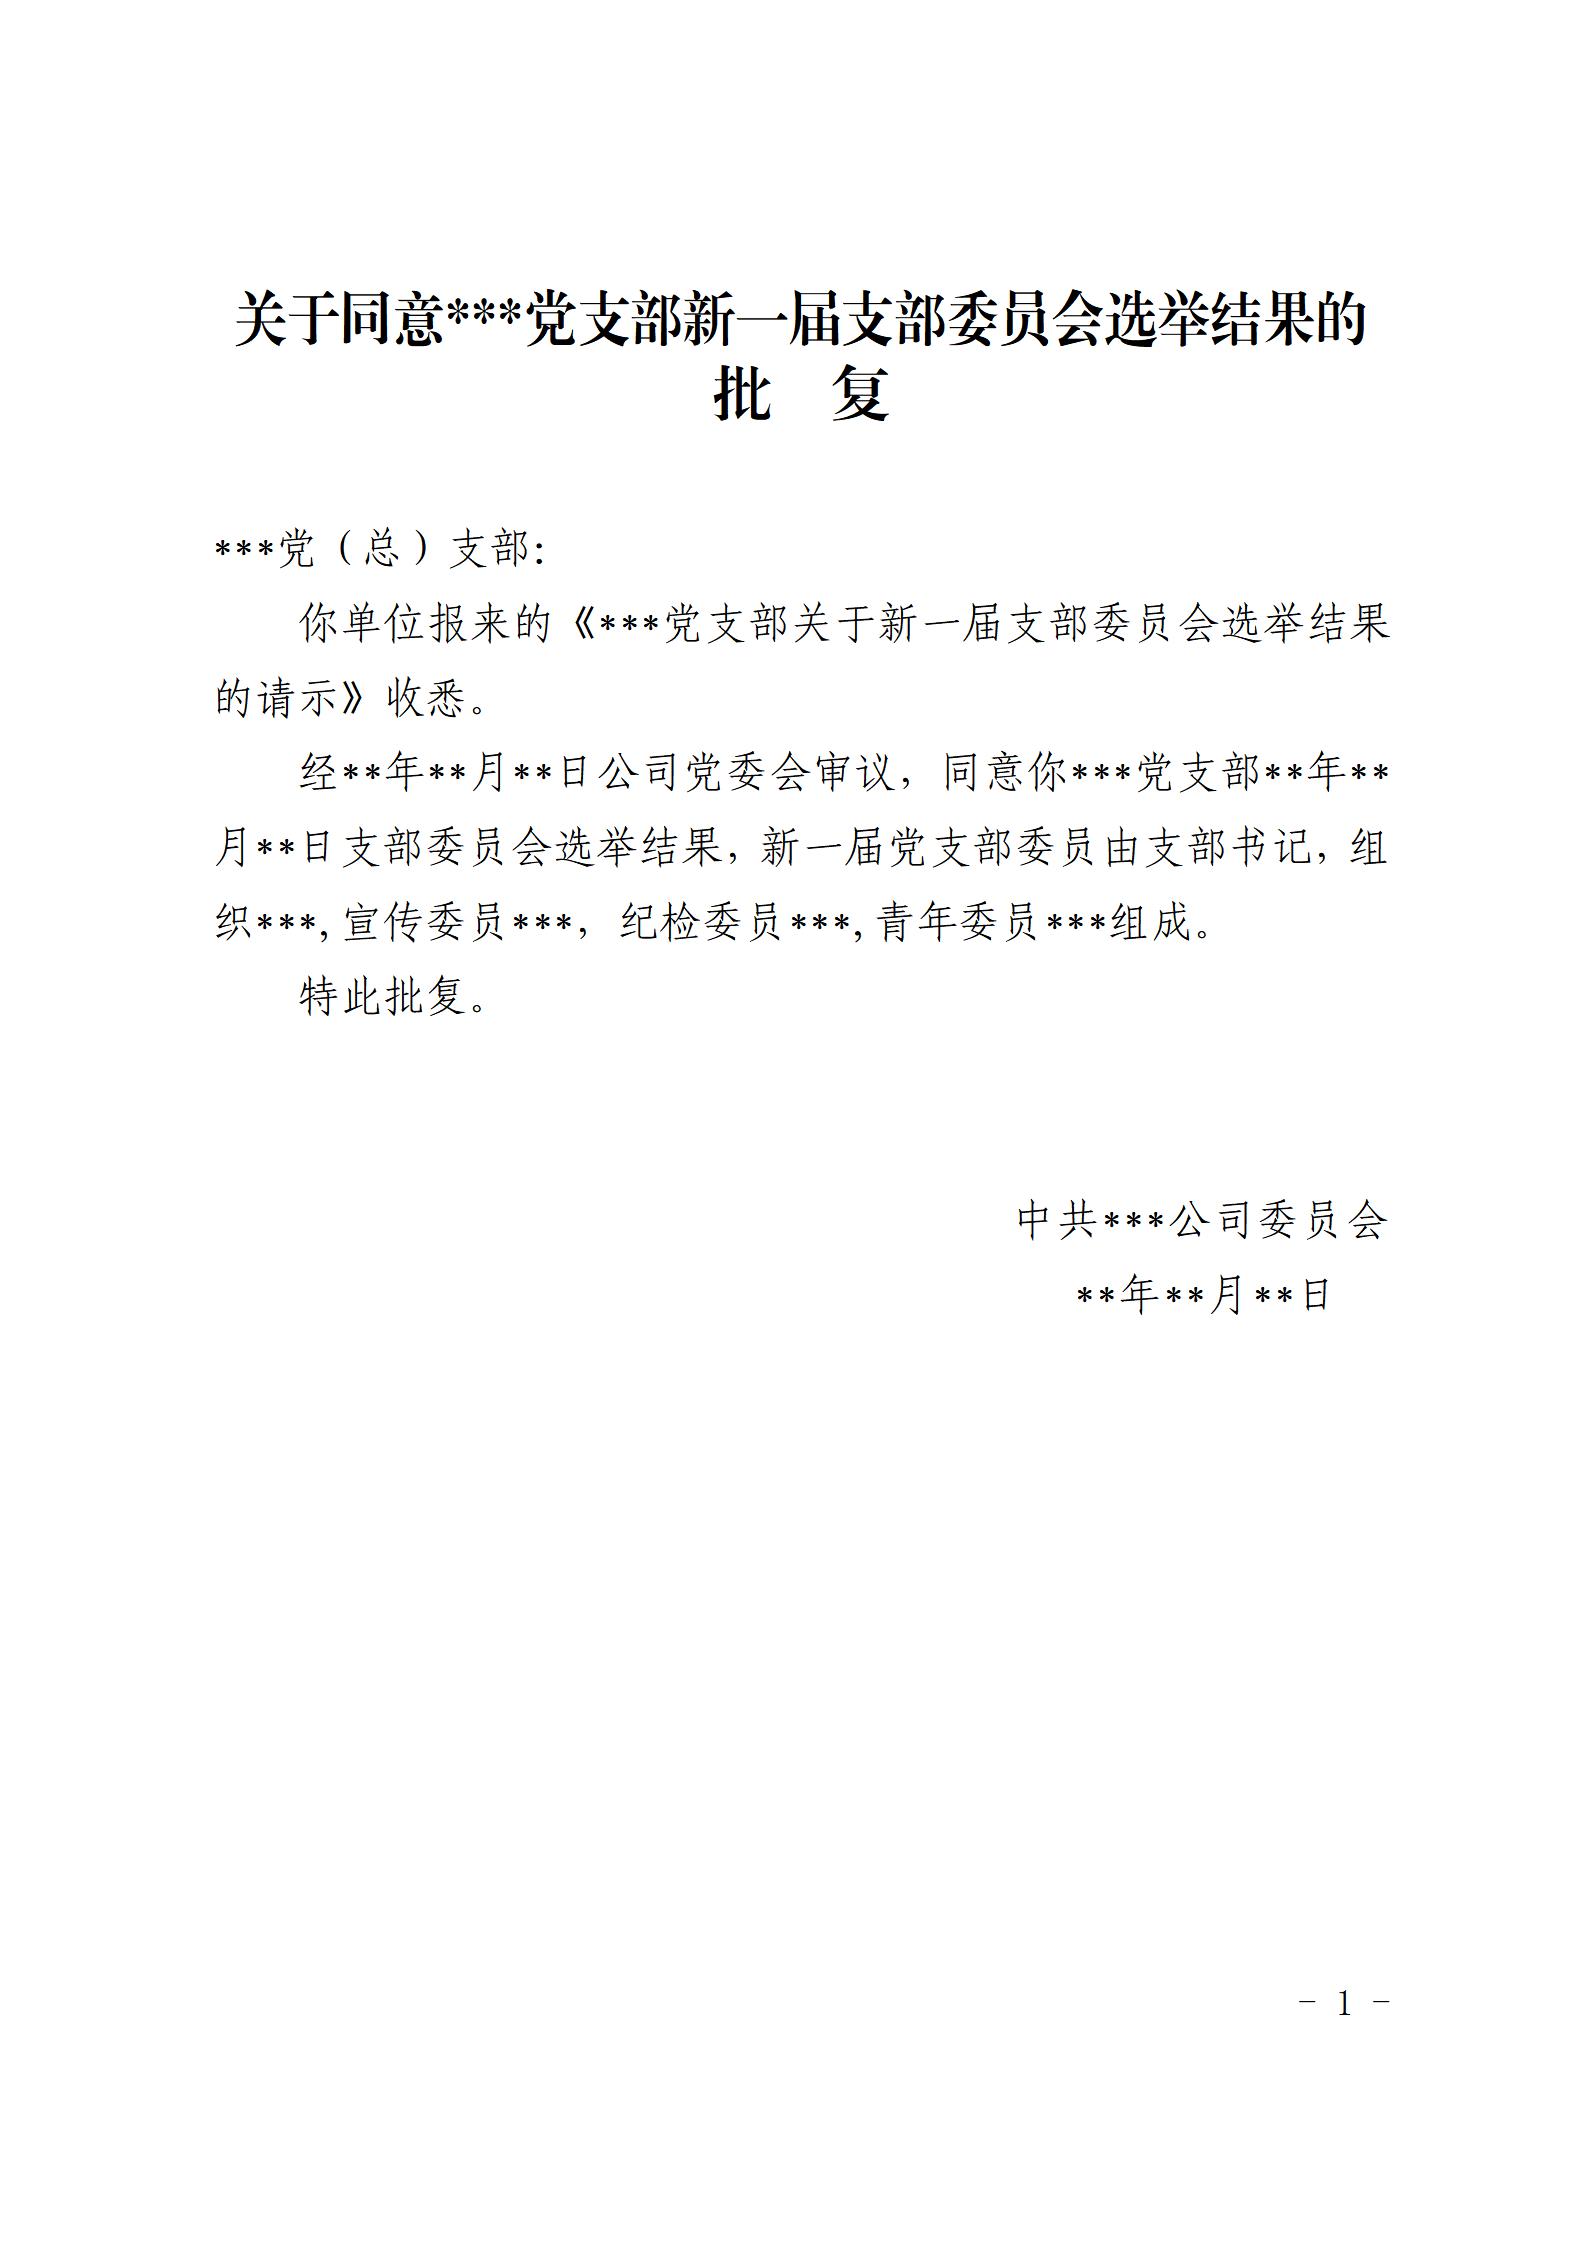 关于同意***党支部新一届支部委员会选举结果的
批　复
***党（总）支部：
你单位报来的《***党支部关于新一届支部委员会选举结果
的请示》收悉。
经**年**月**日公司党委会审议，同意你***党支部**年**
月**日支部委员会选举结果，新一届党支部委员由支部书记，组
织***,宣传委员***，纪检委员***,青年委员***组成。
特此批复。
中共***公司委员会
**年**月**日
- 1 -